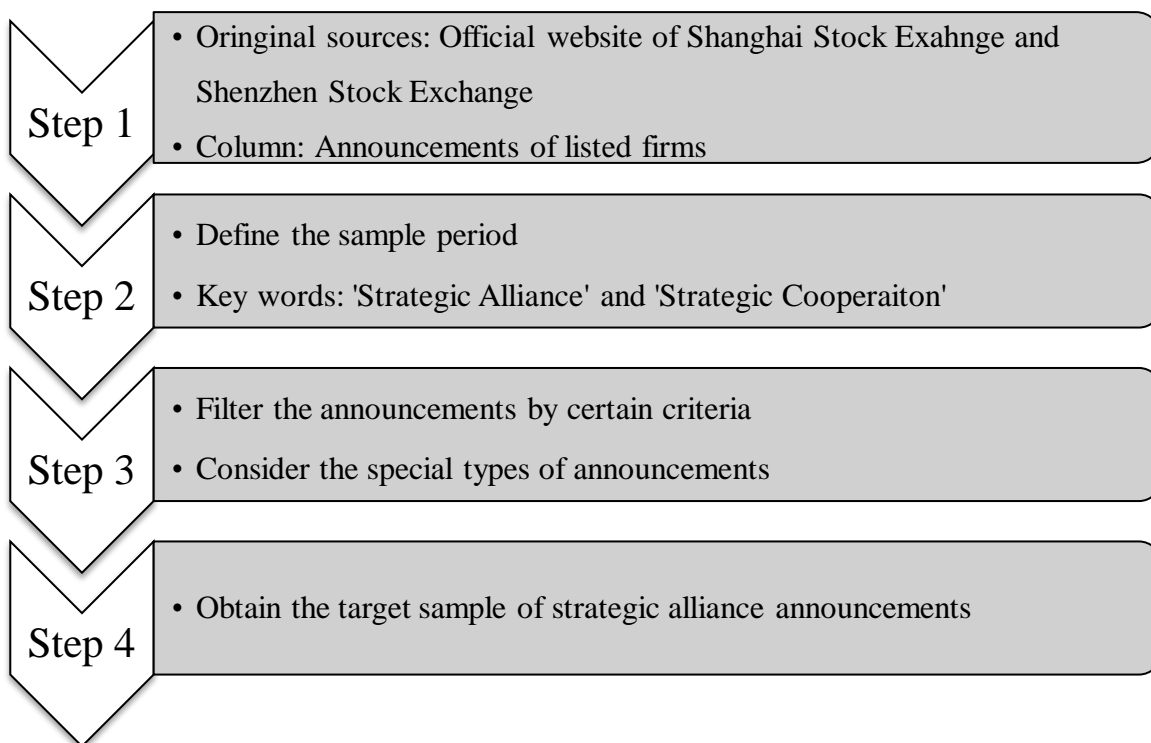 Step 1
• Oringinal sources: Official website of Shanghai Stock Exahnge and
Shenzhen Stock Exchange
• Column: Announcements of listed firms
Step 2
• Define the sample period
• Key words: 'Strategic Alliance' and 'Strategic Cooperaiton'
Step 3
• Filter the announcements by certain criteria
• Consider the special types of announcements
Step 4
• Obtain the target sample of strategic alliance announcements